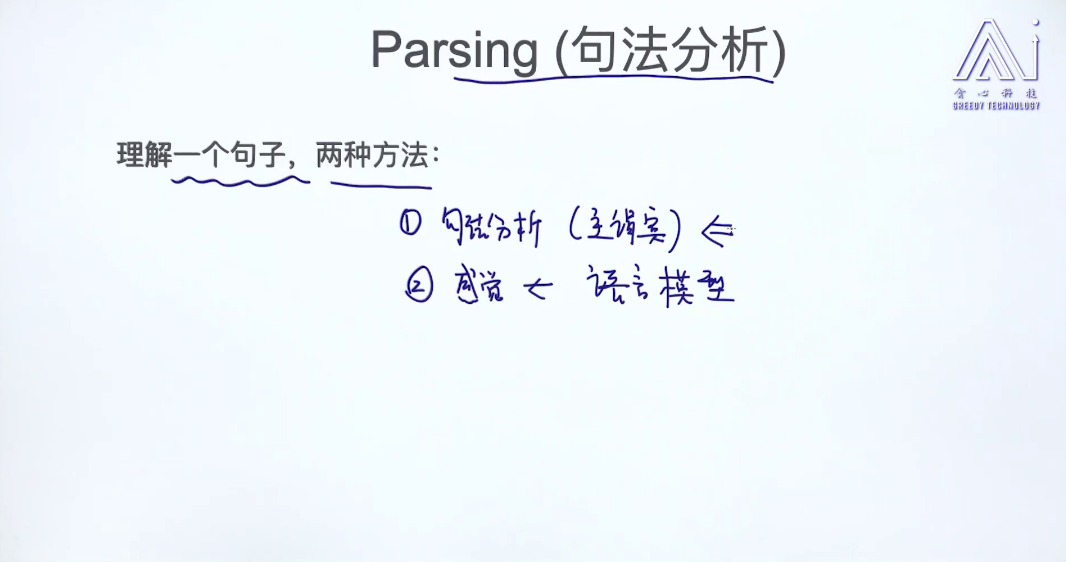 Parsing (句法分析)
贪心科技
GREEDY TECHNOLOGY
理解一个句子，两种方法：
① 句法分析 (主谓宾) ⇐
② 感觉 ← 语言模型